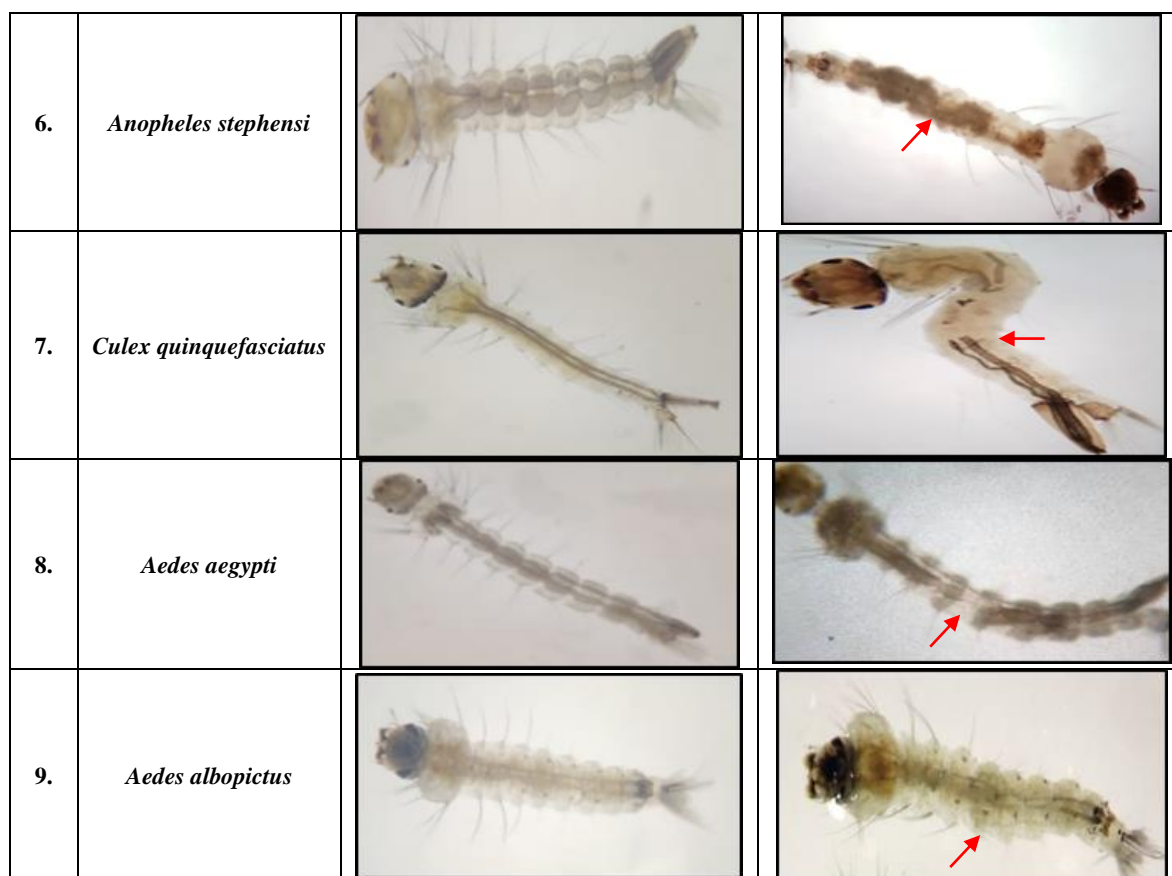 6. Anopheles stephensi
7. Culex quinquefasciatus
8. Aedes aegypti
9. Aedes albopictus